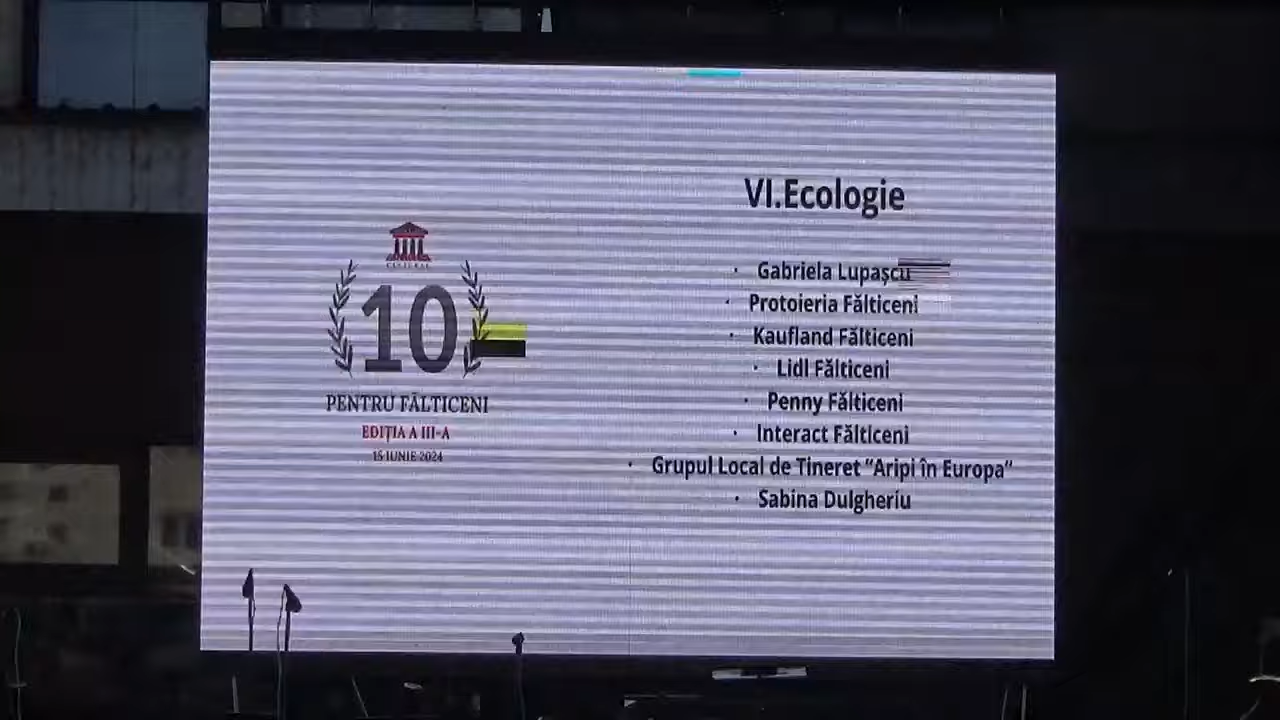 VI.Ecologie
CULTURAL
10
PENTRU FĂLTICENI
EDIȚIA A III-A
15 IUNIE 2024
· Gabriela Lupașcu
· Protoieria Fălticeni
· Kaufland Fălticeni
· Lidl Fălticeni
· Penny Fălticeni
· Interact Fălticeni
· Grupul Local de Tineret “Aripi în Europa”
· Sabina Dulgheriu